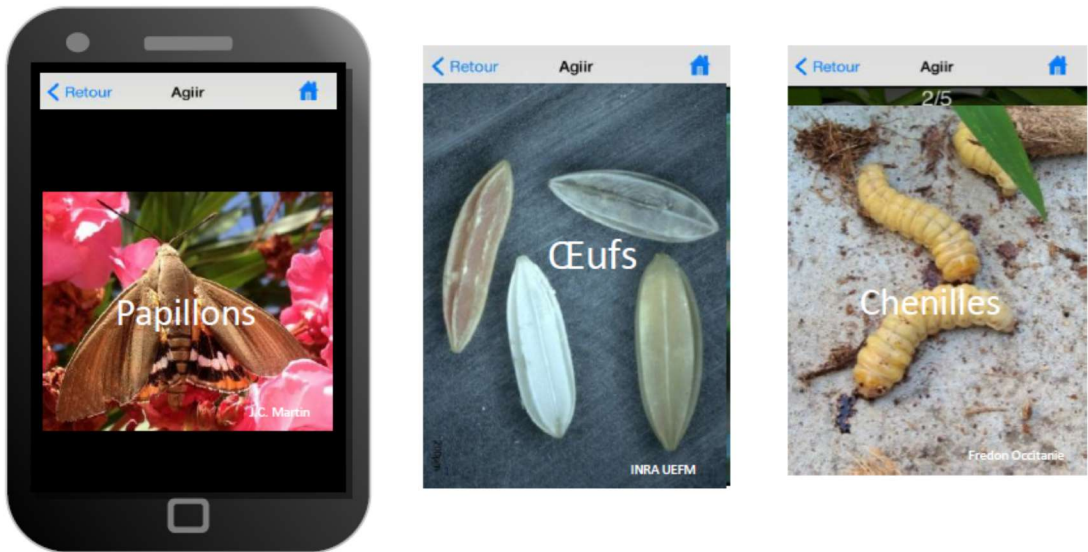 Retour
Agiir
Papillons
J.C. Martin
Retour
Agiir
Œufs
INRA UEFM
Retour
Agiir
2/5
Chenilles
Fredon Occitanie